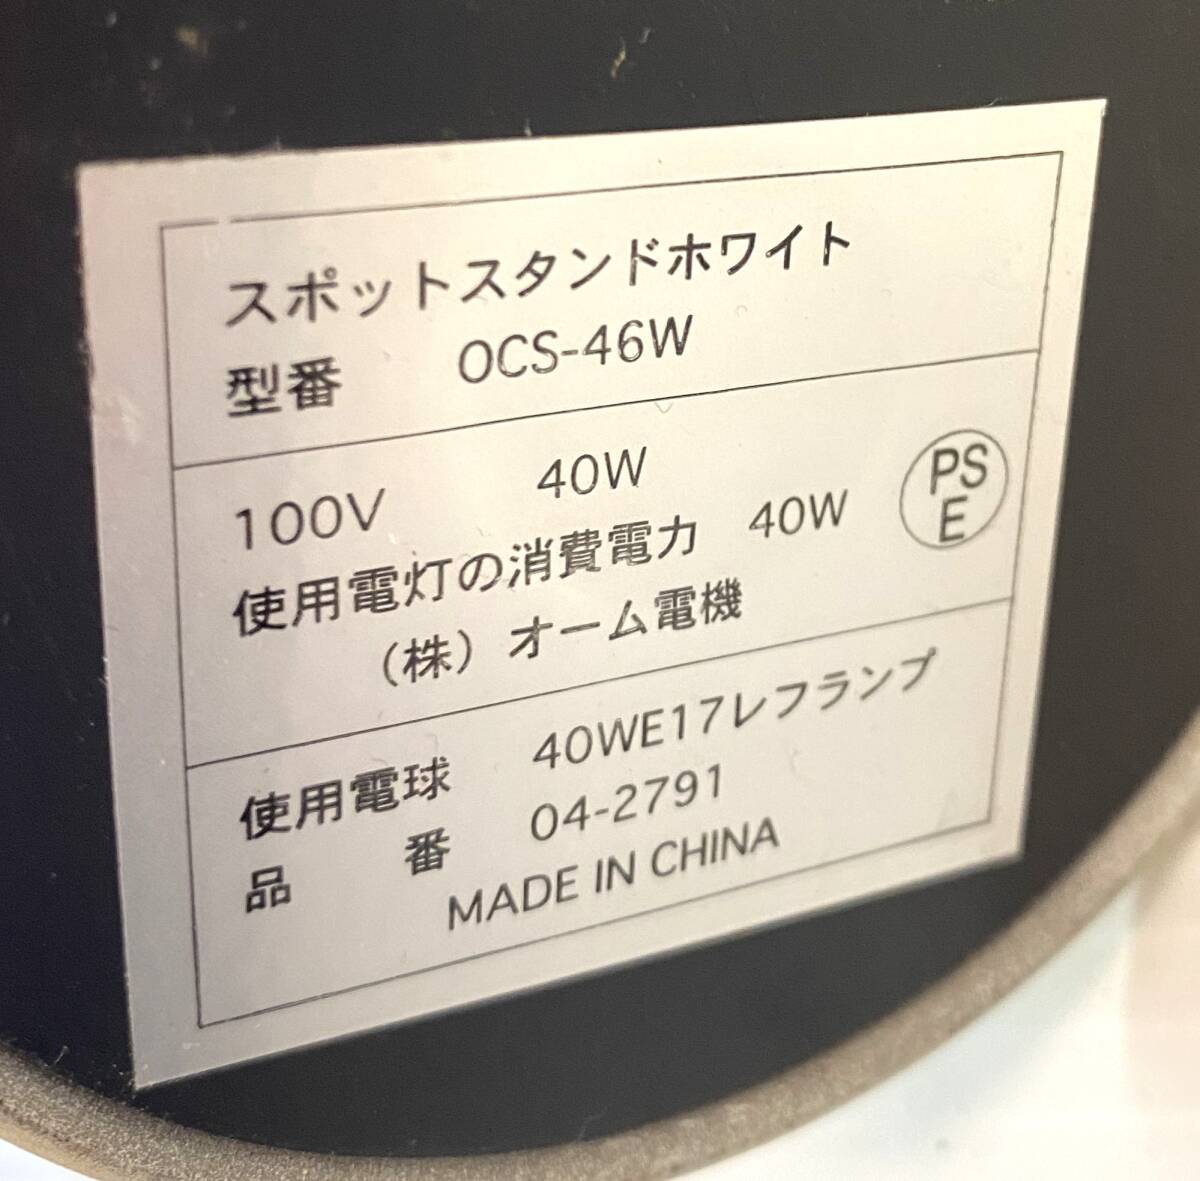 スポットスタンドホワイト
型番 OCS-46W
100V 40W
使用電灯の消費電力 40W
(株)オーム電機
PS
E
使用電球 40WE17レフランプ
品番 04-2791
MADE IN CHINA